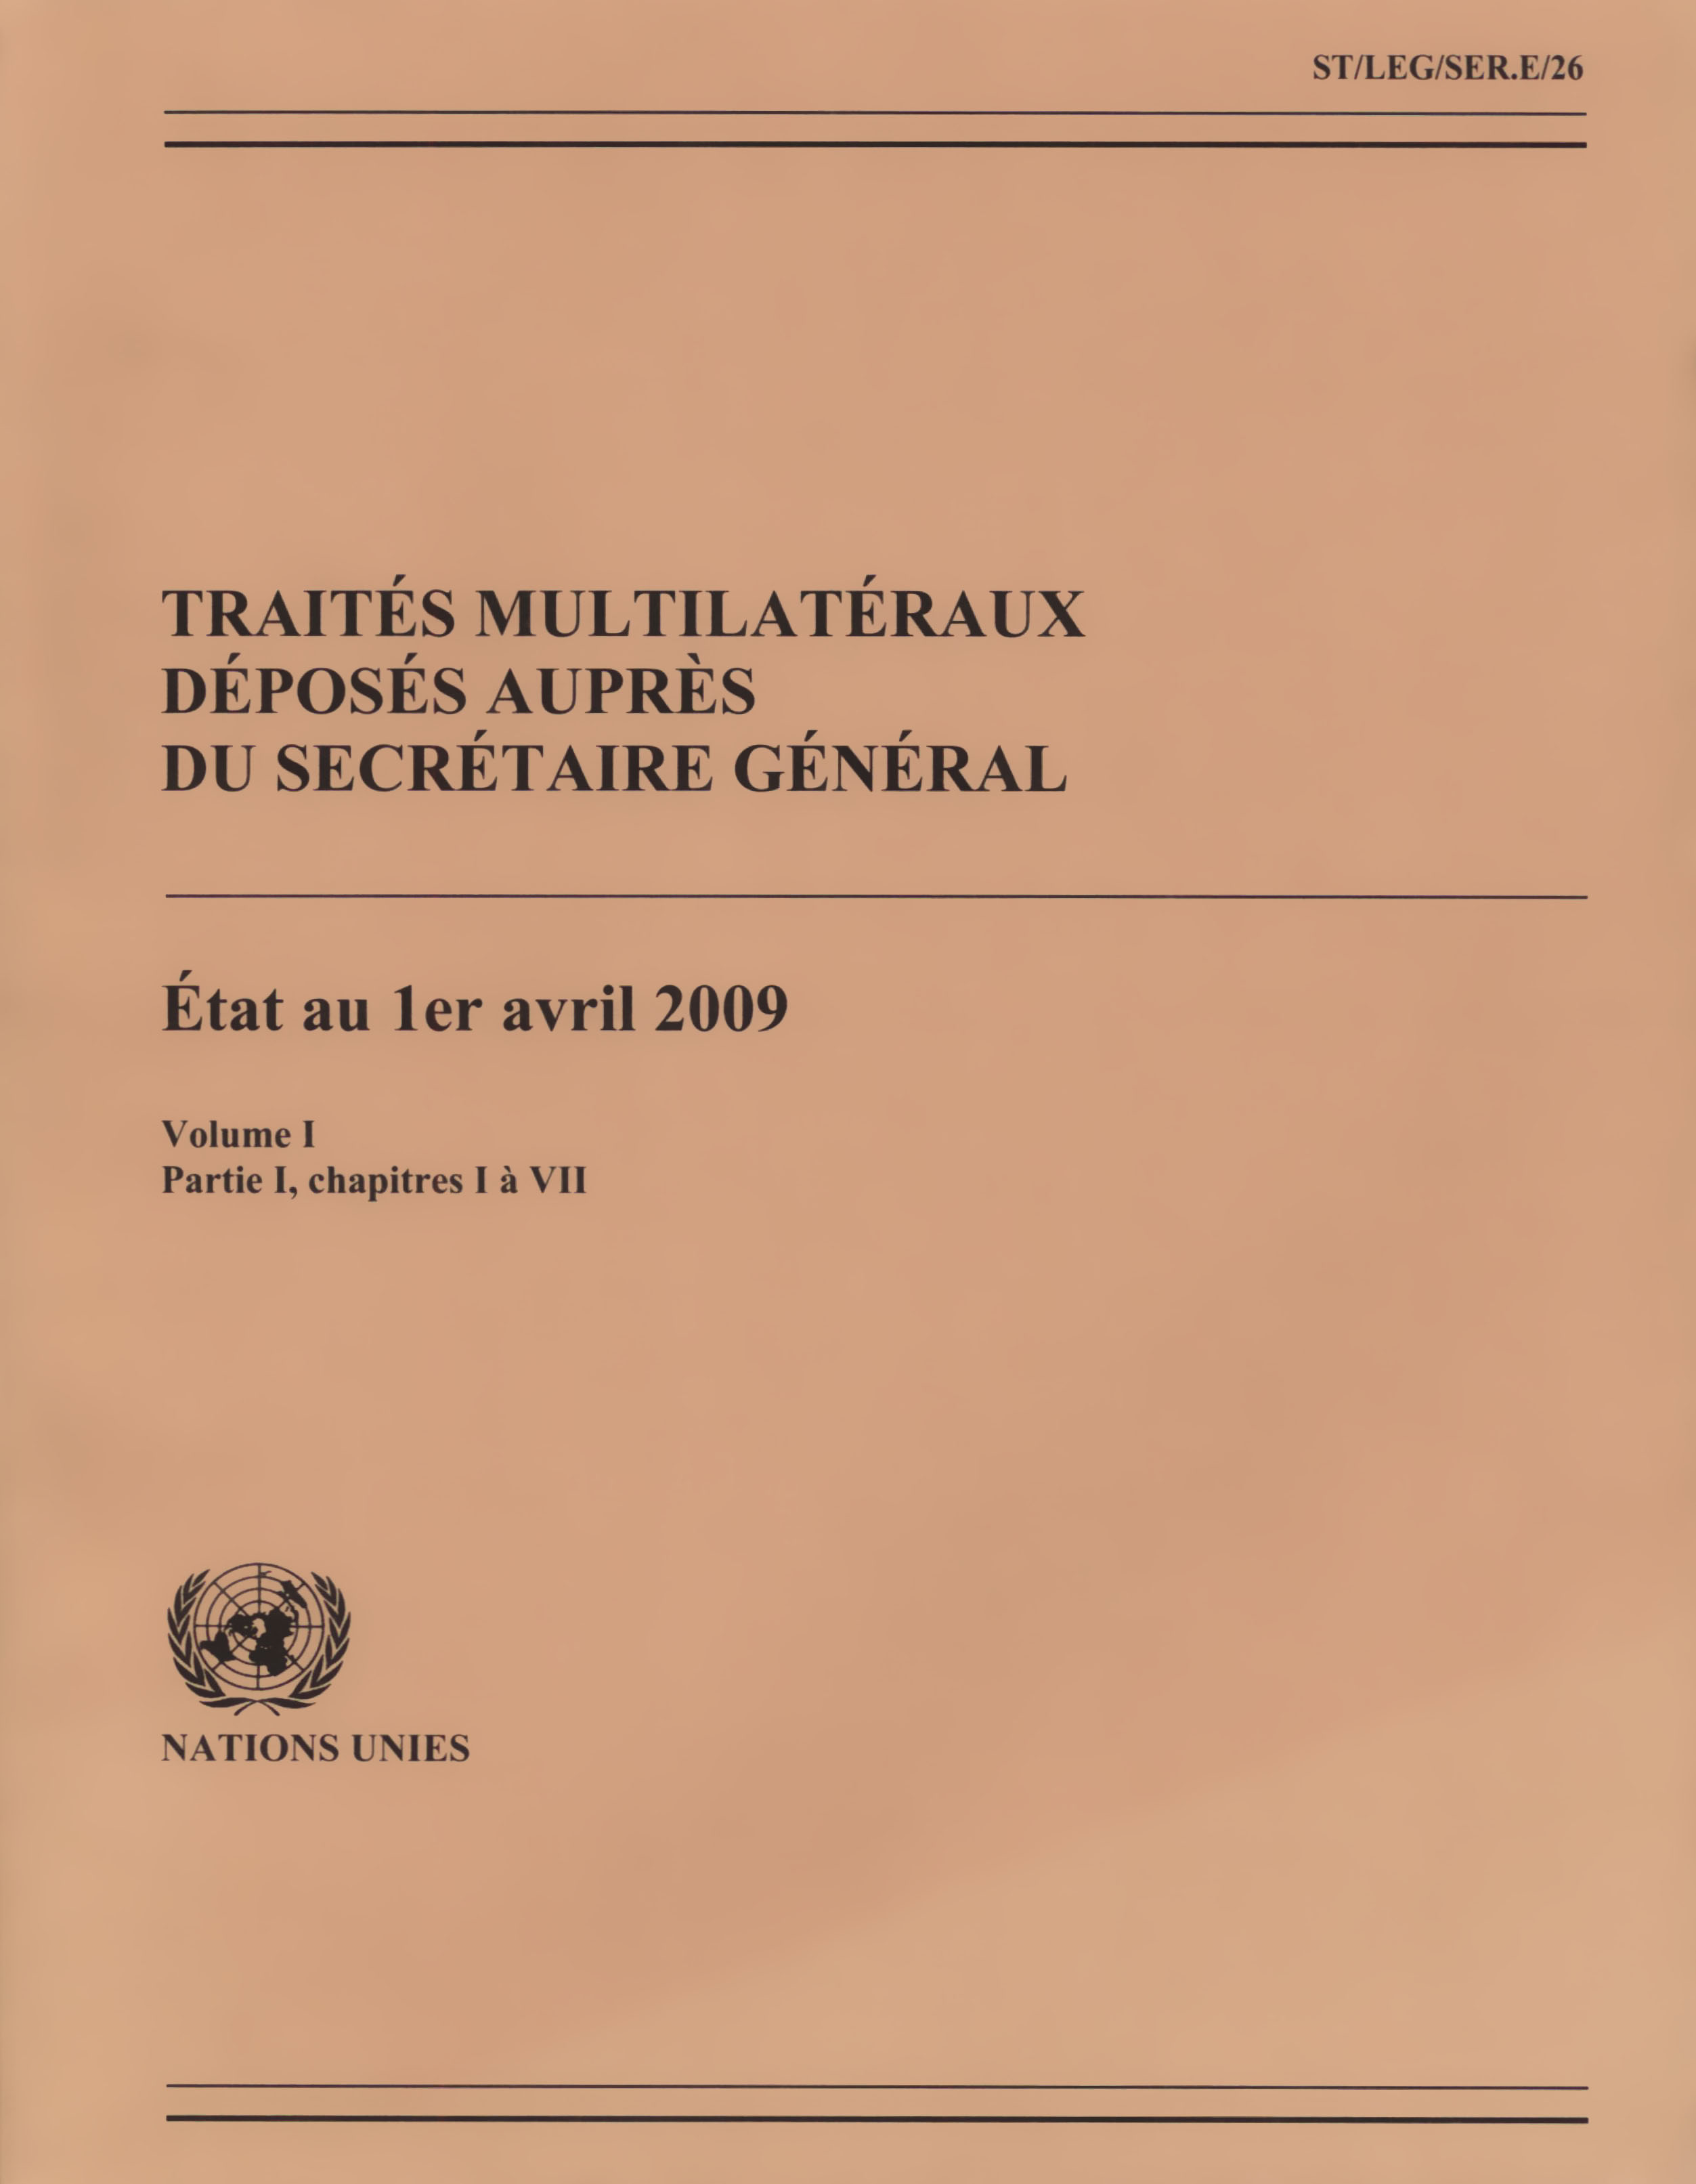 ST/LEG/SER.E/26
TRAITÉS MULTILATÉRAUX
DÉPOSÉS AUPRÈS
DU SECRÉTAIRE GÉNÉRAL
État au 1er avril 2009
Volume I
Partie I, chapitres I à VII
NATIONS UNIES